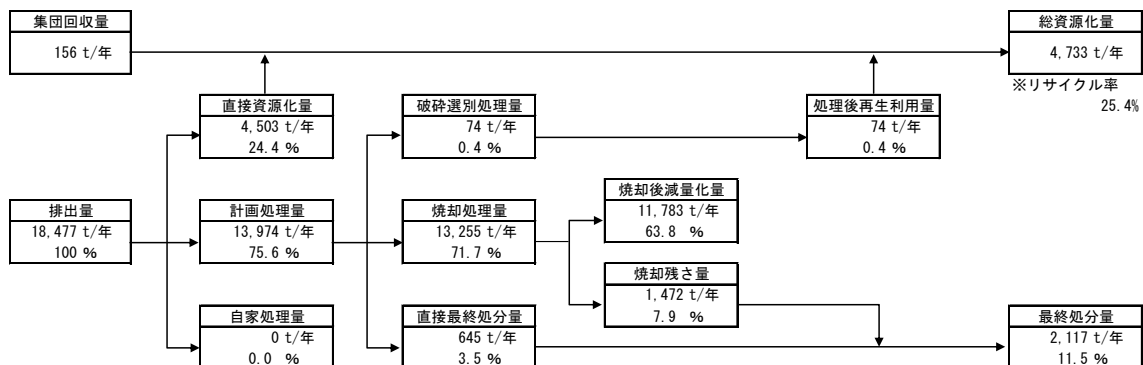 集団回収量
156 t/年
総資源化量
4,733 t/年
※リサイクル率
25.4%
直接資源化量
4,503 t/年
24.4 %
破砕選別処理量
74 t/年
0.4 %
処理後再生利用量
74 t/年
0.4 %
排出量
18,477 t/年
100 %
計画処理量
13,974 t/年
75.6 %
焼却処理量
13,255 t/年
71.7 %
焼却後減量化量
11,783 t/年
63.8 %
焼却残さ量
1,472 t/年
7.9 %
自家処理量
0 t/年
0.0 %
直接最終処分量
645 t/年
3.5 %
最終処分量
2,117 t/年
11.5 %